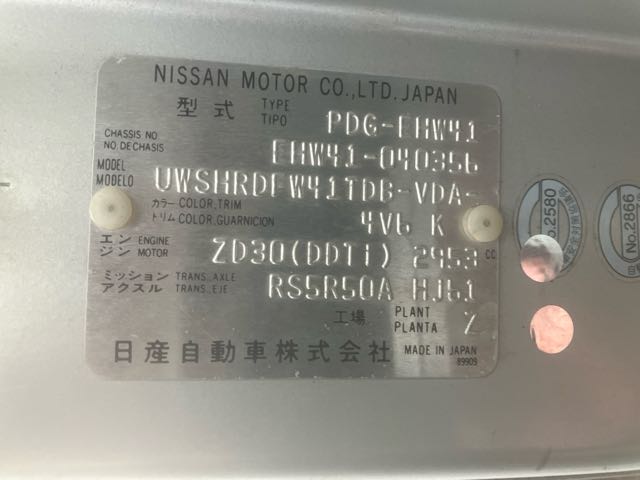 NISSAN MOTOR CO.,LTD. JAPAN
型式 TYPE TIPO PDG-EHW41
CHASSIS NO NO.DECHASIS EHW41-040356
MODEL MODELO UWSHRDFW41TDB-VDA-
カラー COLOR,TRIM トリム COLOR,GUARNICION 4V6 K
エンジン ENGINE MOTOR ZD30(DDTi) 2953 cc
ミッション アクスル TRANS.,AXLE TRANS.,EJE RS5R50A HJ51
工場 PLANT PLANTA Z
日産自動車株式会社 MADE IN JAPAN
89909
No.2580
No.2866